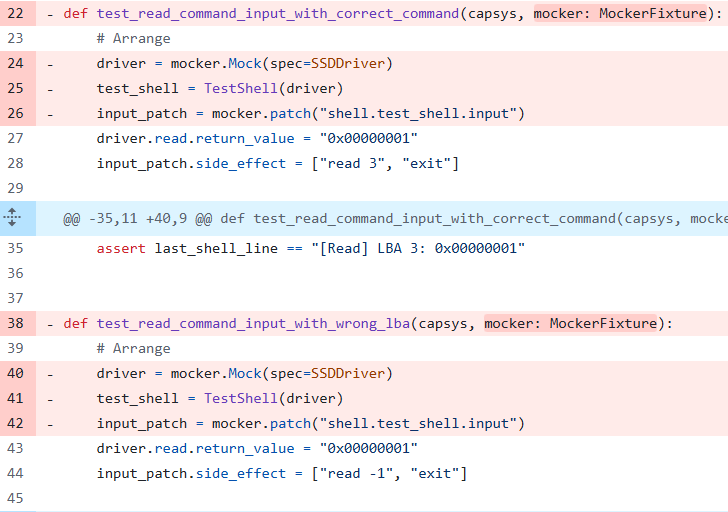 22 - def test_read_command_input_with_correct_command(capsys, mocker: MockerFixture):
23 # Arrange
24 - driver = mocker.Mock(spec=SSDDriver)
25 - test_shell = TestShell(driver)
26 - input_patch = mocker.patch("shell.test_shell.input")
27 driver.read.return_value = "0x00000001"
28 input_patch.side_effect = ["read 3", "exit"]
29
@@ -35,11 +40,9 @@ def test_read_command_input_with_correct_command(capsys, mocke
35 assert last_shell_line == "[Read] LBA 3: 0x00000001"
36
37
38 - def test_read_command_input_with_wrong_lba(capsys, mocker: MockerFixture):
39 # Arrange
40 - driver = mocker.Mock(spec=SSDDriver)
41 - test_shell = TestShell(driver)
42 - input_patch = mocker.patch("shell.test_shell.input")
43 driver.read.return_value = "0x00000001"
44 input_patch.side_effect = ["read -1", "exit"]
45